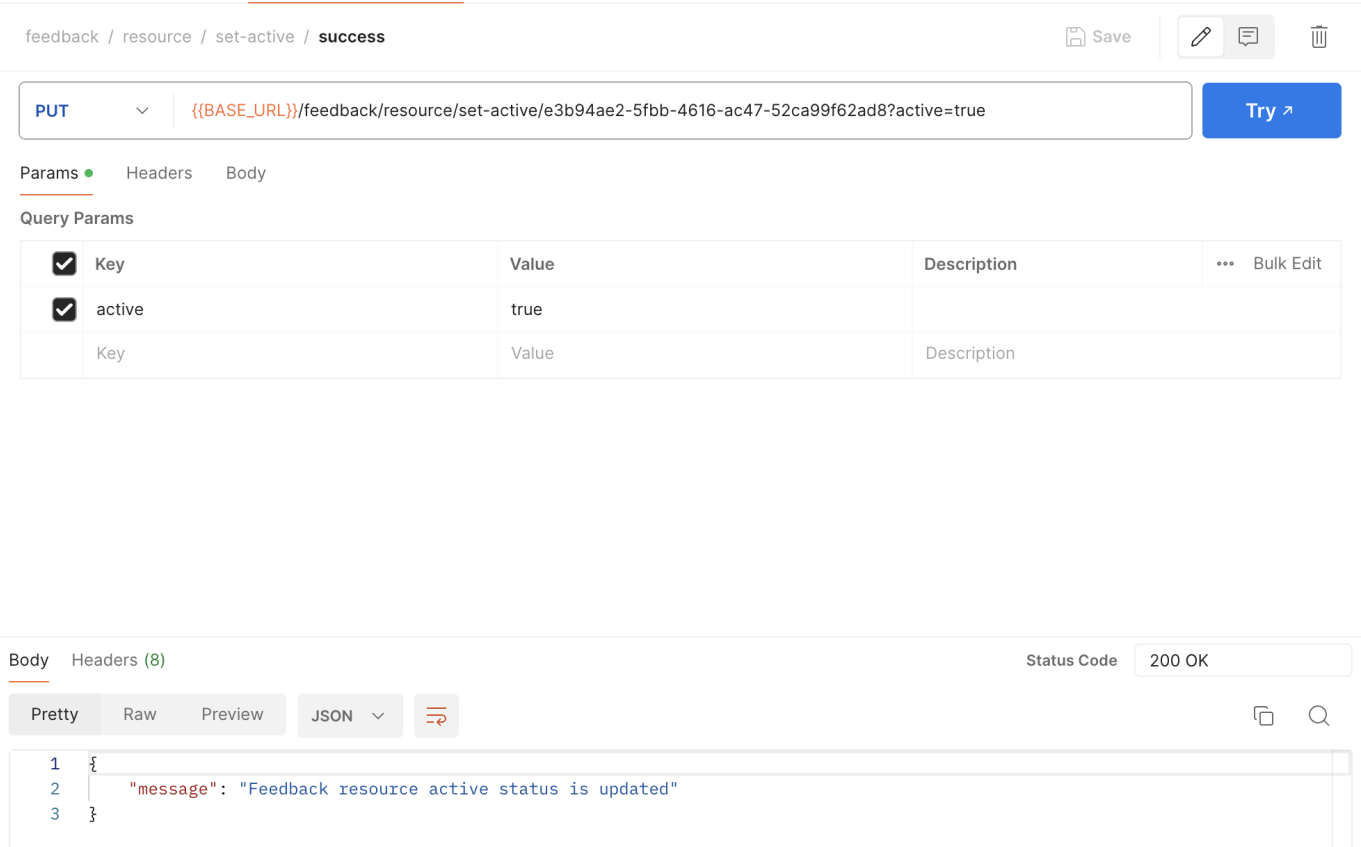 feedback / resource / set-active / success
Save
PUT
{{BASE_URL}}/feedback/resource/set-active/e3b94ae2-5fbb-4616-ac47-52ca99f62ad8?active=true
Try ↗
Params Headers Body
Query Params
Key Value Description ••• Bulk Edit
active true
Key Value Description
Body Headers (8) Status Code 200 OK
Pretty Raw Preview JSON
1 {
2 "message": "Feedback resource active status is updated"
3 }